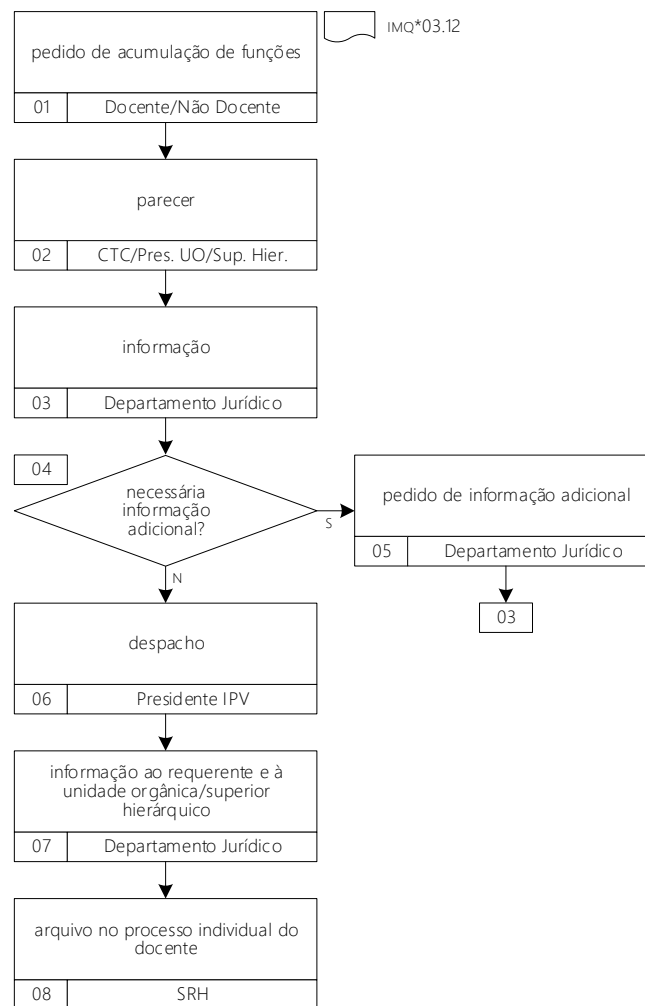 pedido de acumulação de funções
IMQ*03.12
01 Docente/Não Docente
parecer
02 CTC/Pres. UO/Sup. Hier.
informação
03 Departamento Jurídico
04
necessária
informação
adicional?
S
N
pedido de informação adicional
05 Departamento Jurídico
03
despacho
06 Presidente IPV
informação ao requerente e à
unidade orgânica/superior
hierárquico
07 Departamento Jurídico
arquivo no processo individual do
docente
08 SRH